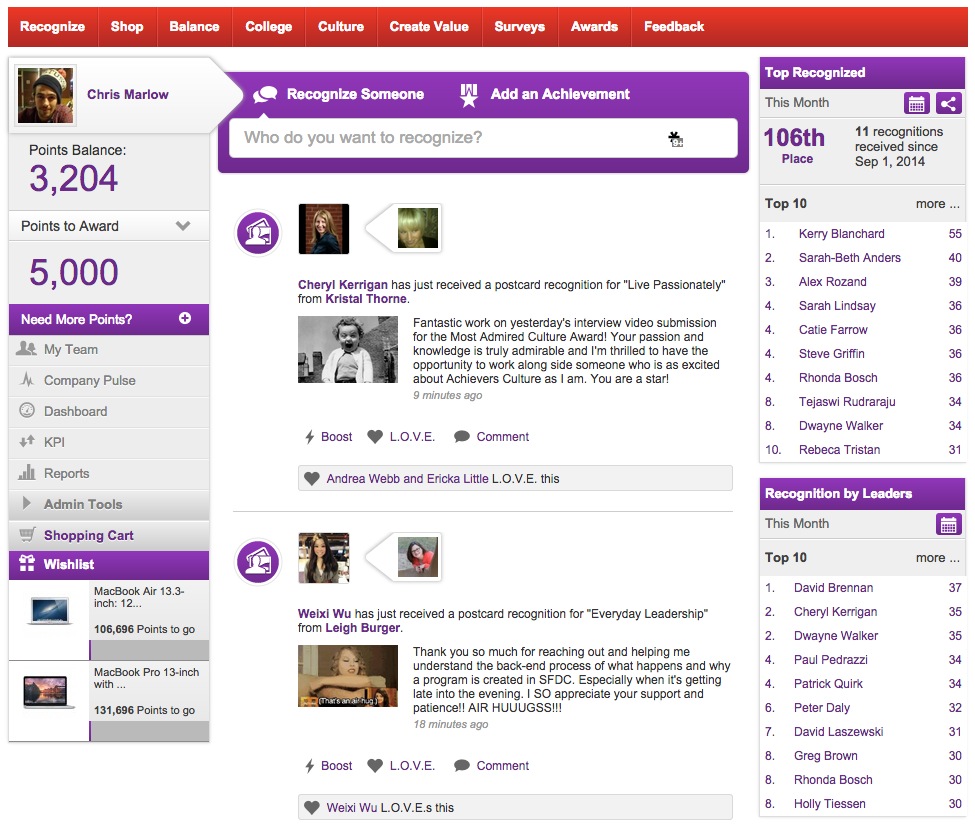 Recognize Shop Balance College Culture Create Value Surveys Awards Feedback
Chris Marlow
Points Balance:
3,204
Points to Award
5,000
Need More Points?
My Team
Company Pulse
Dashboard
KPI
Reports
Admin Tools
Shopping Cart
Wishlist
MacBook Air 13.3-
inch: 12...
106,696 Points to go
MacBook Pro 13-inch
with ...
131,696 Points to go
Recognize Someone Add an Achievement
Who do you want to recognize?
Cheryl Kerrigan has just received a postcard recognition for "Live Passionately"
from Kristal Thorne.
Fantastic work on yesterday's interview video submission
for the Most Admired Culture Award! Your passion and
knowledge is truly admirable and I'm thrilled to have the
opportunity to work along side someone who is as excited
about Achievers Culture as I am. You are a star!
9 minutes ago
Boost L.O.V.E. Comment
Andrea Webb and Ericka Little L.O.V.E. this
Weixi Wu has just received a postcard recognition for "Everyday Leadership"
from Leigh Burger.
(That's an air-hug.)
Thank you so much for reaching out and helping me
understand the back-end process of what happens and why
a program is created in SFDC. Especially when it's getting
late into the evening. I SO appreciate your support and
patience!! AIR HUUUGSS!!!
18 minutes ago
Boost L.O.V.E. Comment
Weixi Wu L.O.V.E.s this
Top Recognized
This Month
106th
Place
11 recognitions
received since
Sep 1, 2014
Top 10 more ...
1. Kerry Blanchard 55
2. Sarah-Beth Anders 40
3. Alex Rozand 39
4. Sarah Lindsay 36
4. Catie Farrow 36
4. Steve Griffin 36
4. Rhonda Bosch 36
8. Tejaswi Rudraraju 34
8. Dwayne Walker 34
10. Rebeca Tristan 31
Recognition by Leaders
This Month
Top 10 more ...
1. David Brennan 37
2. Cheryl Kerrigan 35
2. Dwayne Walker 35
4. Paul Pedrazzi 34
4. Patrick Quirk 34
6. Peter Daly 32
7. David Laszewski 31
8. Greg Brown 30
8. Rhonda Bosch 30
8. Holly Tiessen 30